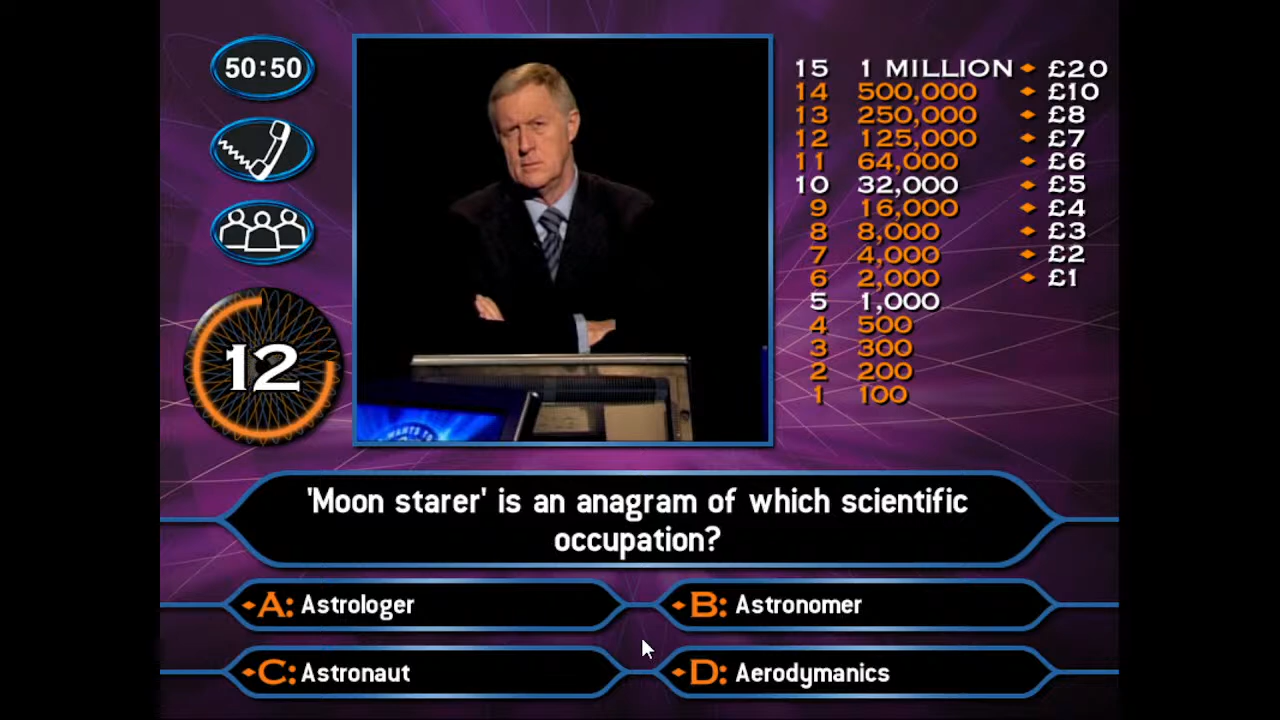 50:50
12
15 1 MILLION £20
14 500,000 £10
13 250,000 £8
12 125,000 £7
11 64,000 £6
10 32,000 £5
9 16,000 £4
8 8,000 £3
7 4,000 £2
6 2,000 £1
5 1,000
4 500
3 300
2 200
1 100
WANTS TO
'Moon starer' is an anagram of which scientific
occupation?
A: Astrologer
B: Astronomer
C: Astronaut
D: Aerodymanics